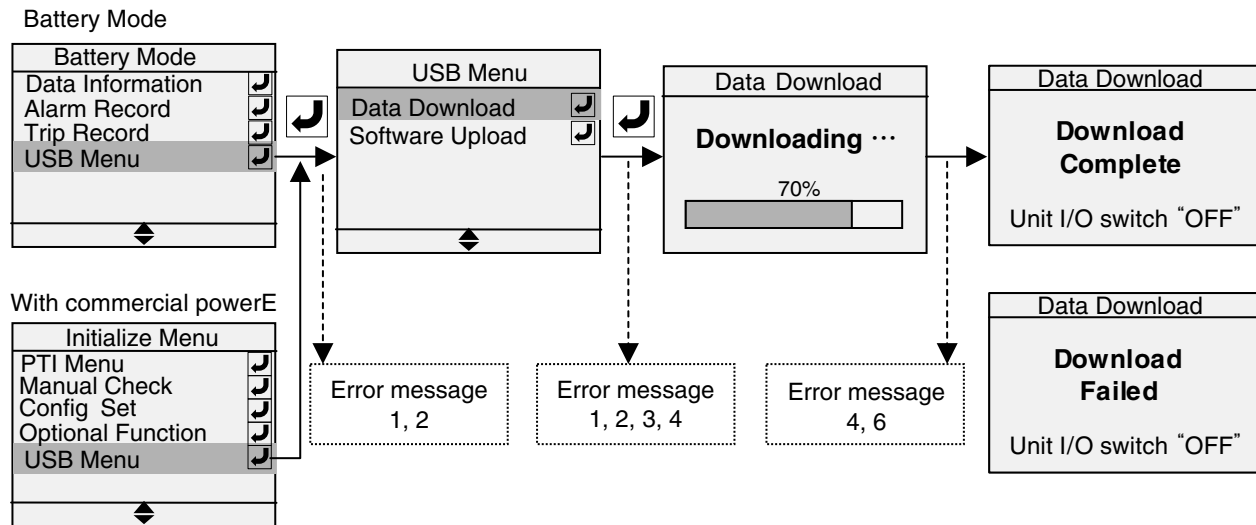 Battery Mode
Battery Mode
Data Information
Alarm Record
Trip Record
USB Menu
USB Menu
Data Download
Software Upload
Data Download
Downloading …
70%
Data Download
Download
Complete
Unit I/O switch “OFF”
With commercial powerE
Initialize Menu
PTI Menu
Manual Check
Config Set
Optional Function
USB Menu
Error message
1, 2
Error message
1, 2, 3, 4
Error message
4, 6
Data Download
Download
Failed
Unit I/O switch “OFF”